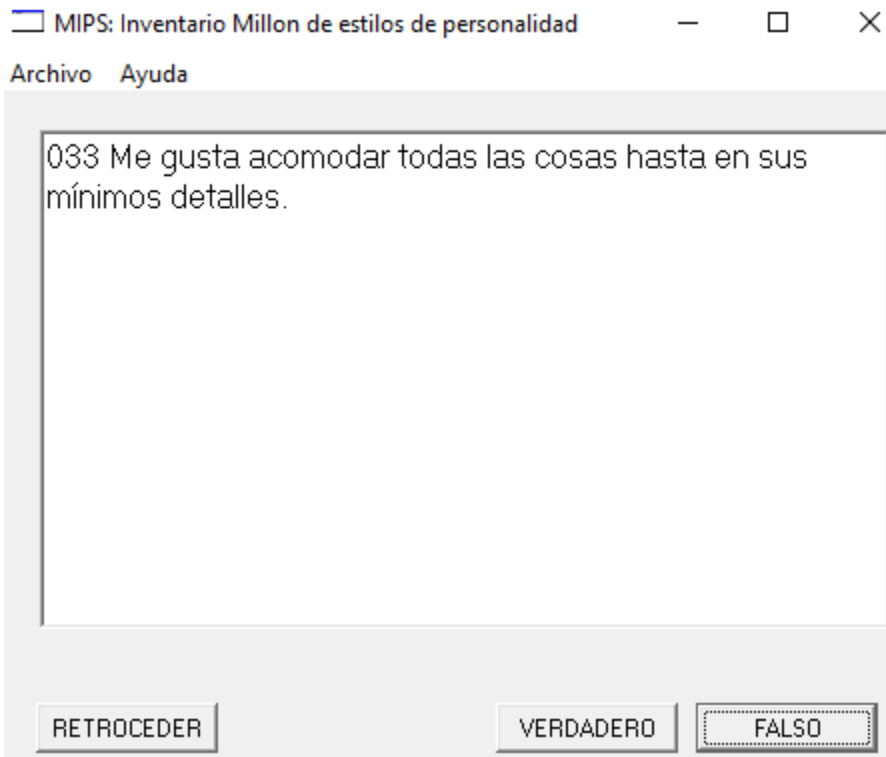 MIPS: Inventario Millon de estilos de personalidad
Archivo Ayuda
033 Me gusta acomodar todas las cosas hasta en sus
mínimos detalles.
RETROCEDER VERDADERO FALSO